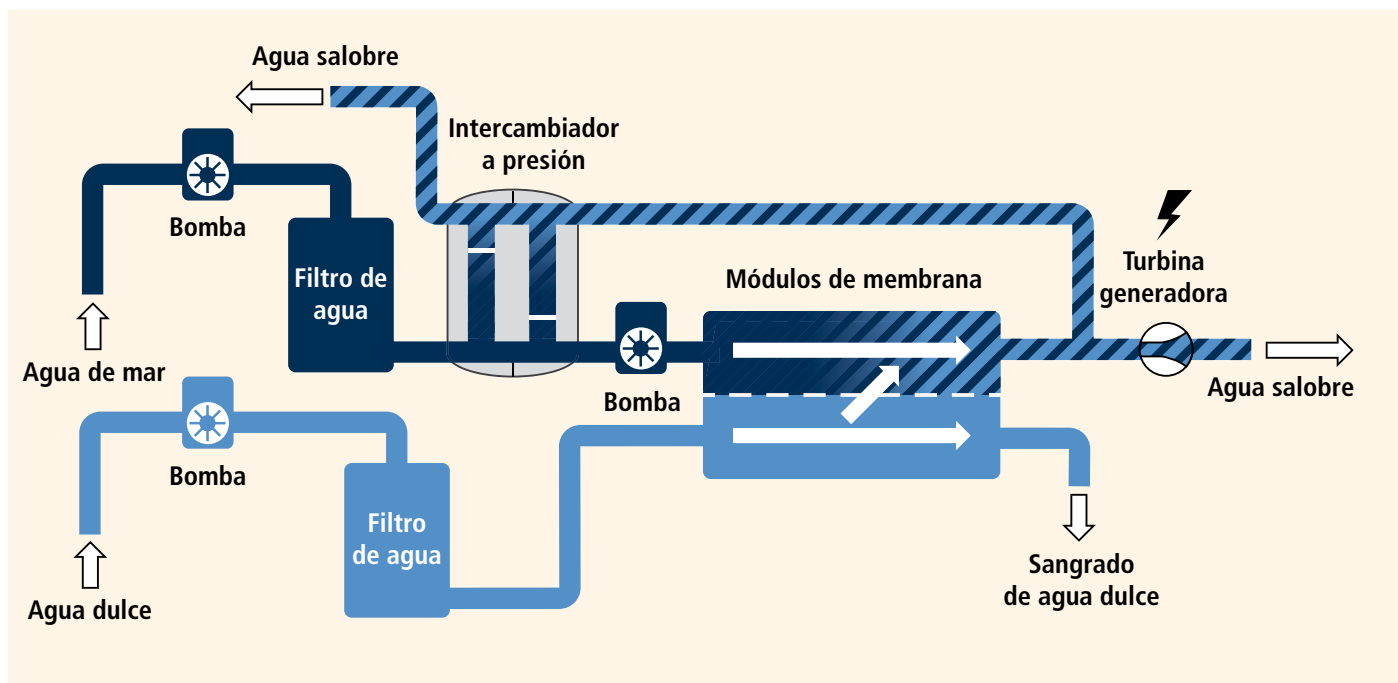 Agua salobre
Intercambiador
a presión
Bomba
Filtro de
agua
Agua de mar
Módulos de membrana
Turbina
generadora
Bomba
Agua salobre
Bomba
Filtro
de agua
Agua dulce
Sangrado
de agua dulce